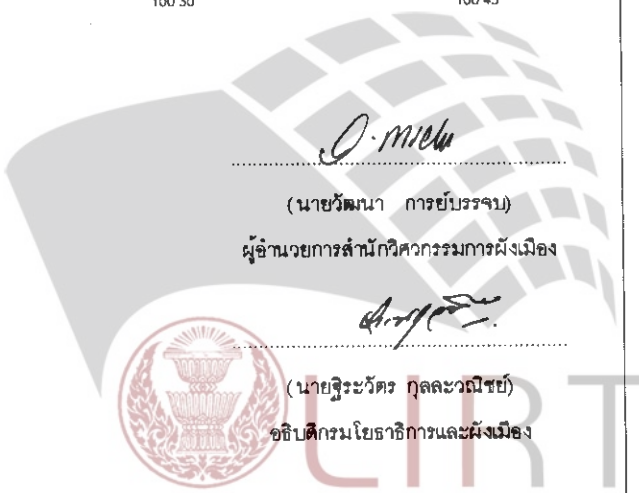 (นายวัฒนา การย์บรรจบ)
ผู้อำนวยการสำนักวิศวกรรมการผังเมือง
(นายฐิระวัตร กุลละวณิชย์)
อธิบดีกรมโยธาธิการและผังเมือง
LIRT